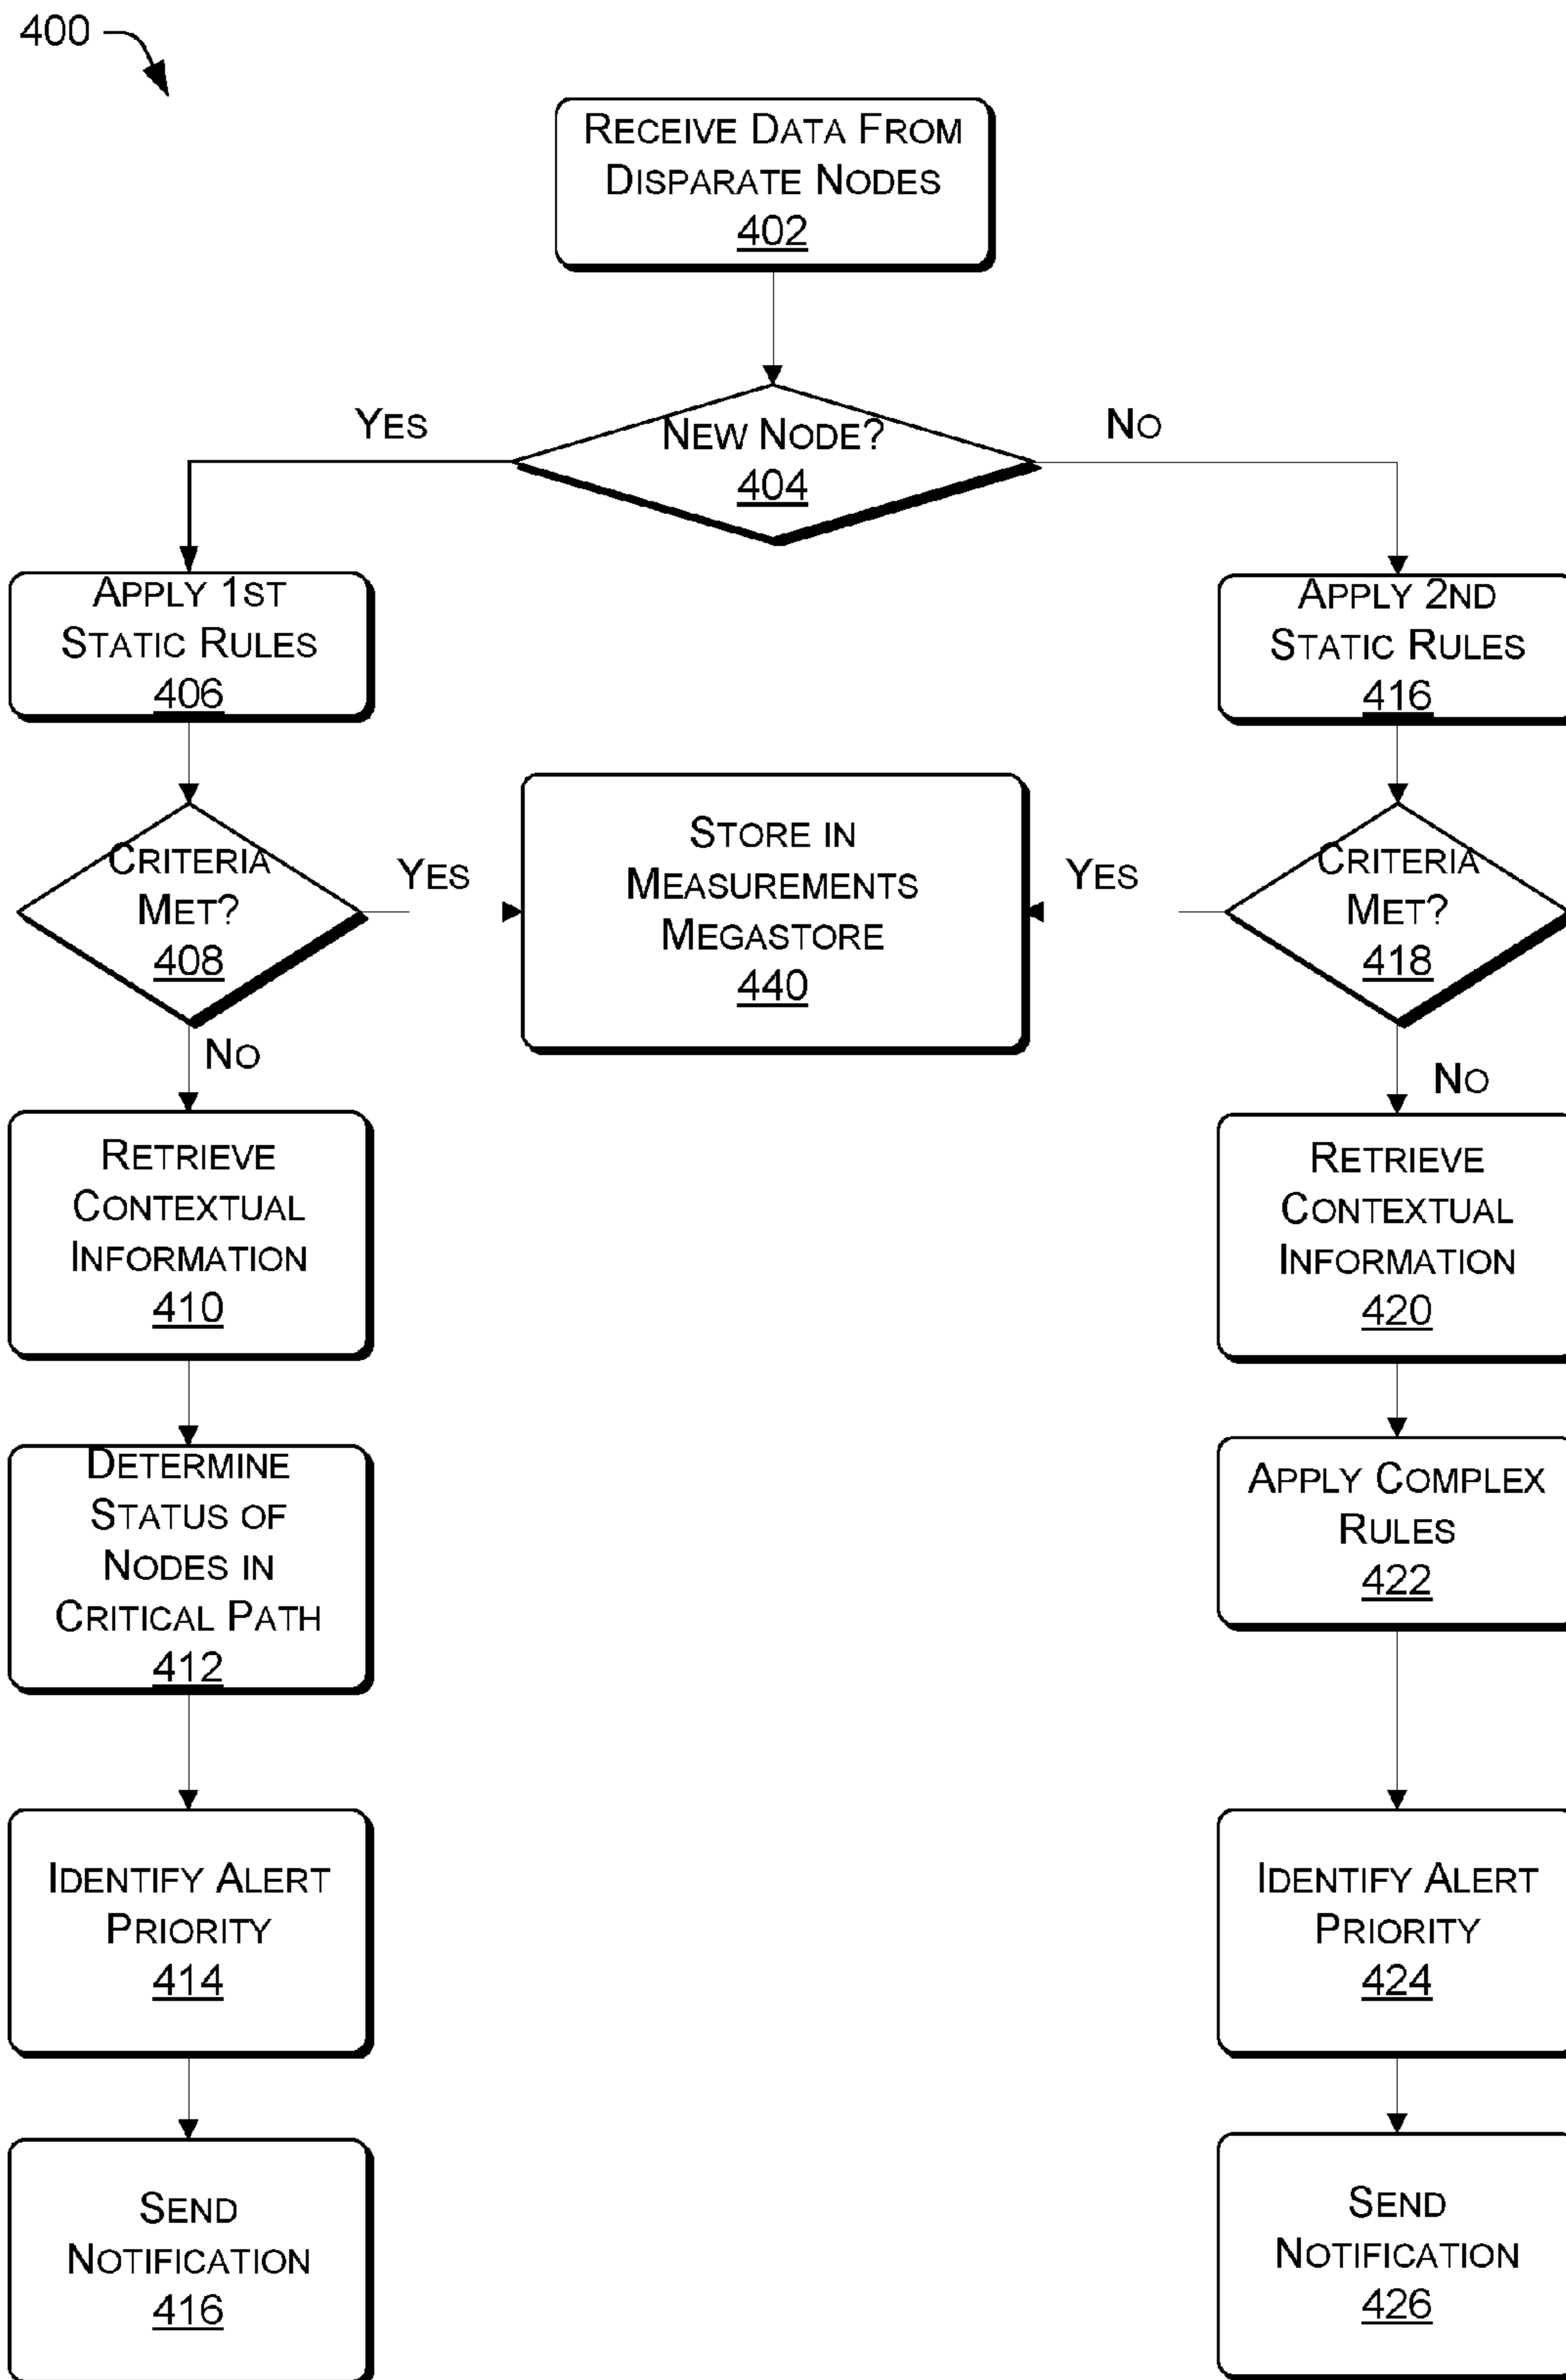 400
RECEIVE DATA FROM
DISPARATE NODES
402
YES
NEW NODE?
404
NO
APPLY 1ST
STATIC RULES
406
APPLY 2ND
STATIC RULES
416
CRITERIA
MET?
408
YES
STORE IN
MEASUREMENTS
MEGASTORE
440
YES
CRITERIA
MET?
418
NO
NO
RETRIEVE
CONTEXTUAL
INFORMATION
410
RETRIEVE
CONTEXTUAL
INFORMATION
420
DETERMINE
STATUS OF
NODES IN
CRITICAL PATH
412
APPLY COMPLEX
RULES
422
IDENTIFY ALERT
PRIORITY
414
IDENTIFY ALERT
PRIORITY
424
SEND
NOTIFICATION
416
SEND
NOTIFICATION
426